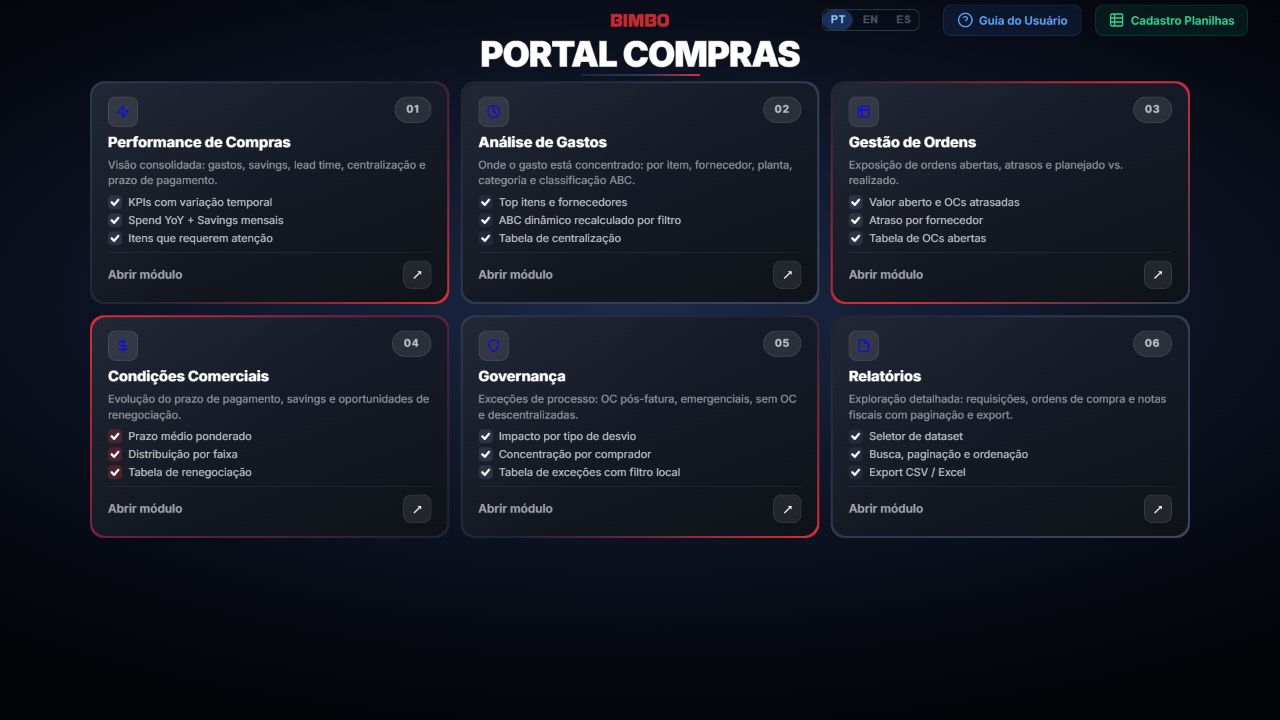 BIMBO
PT EN ES
Guia do Usuário
Cadastro Planilhas
PORTAL COMPRAS
01
Performance de Compras
Visão consolidada: gastos, savings, lead time, centralização e
prazo de pagamento.
KPIs com variação temporal
Spend YoY + Savings mensais
Itens que requerem atenção
Abrir módulo
02
Análise de Gastos
Onde o gasto está concentrado: por item, fornecedor, planta,
categoria e classificação ABC.
Top itens e fornecedores
ABC dinâmico recalculado por filtro
Tabela de centralização
Abrir módulo
03
Gestão de Ordens
Exposição de ordens abertas, atrasos e planejado vs.
realizado.
Valor aberto e OCs atrasadas
Atraso por fornecedor
Tabela de OCs abertas
Abrir módulo
04
Condições Comerciais
Evolução do prazo de pagamento, savings e oportunidades de
renegociação.
Prazo médio ponderado
Distribuição por faixa
Tabela de renegociação
Abrir módulo
05
Governança
Exceções de processo: OC pós-fatura, emergenciais, sem OC
e descentralizadas.
Impacto por tipo de desvio
Concentração por comprador
Tabela de exceções com filtro local
Abrir módulo
06
Relatórios
Exploração detalhada: requisições, ordens de compra e notas
fiscais com paginação e export.
Seletor de dataset
Busca, paginação e ordenação
Export CSV / Excel
Abrir módulo